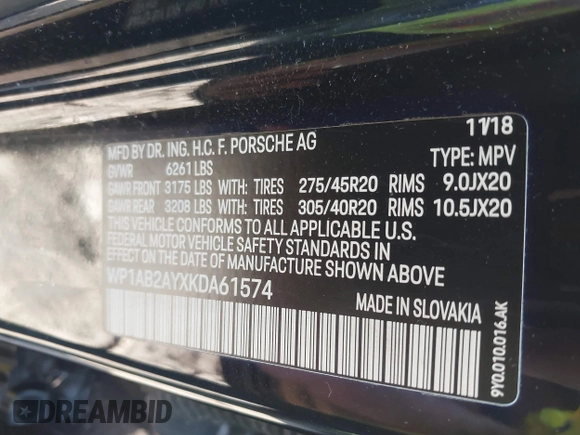 MFD BY DR. ING. H.C. F. PORSCHE AG 11/18
GVWR 6261 LBS TYPE: MPV
GAWR FRONT 3175 LBS WITH: TIRES 275/45R20 RIMS 9.0JX20
GAWR REAR 3208 LBS WITH: TIRES 305/40R20 RIMS 10.5JX20
THIS VEHICLE CONFORMS TO ALL APPLICABLE U.S.
FEDERAL MOTOR VEHICLE SAFETY STANDARDS IN
EFFECT ON THE DATE OF MANUFACTURE SHOWN ABOVE
WP1AB2AYXKDA61574
MADE IN SLOVAKIA
9Y0.010.016.AK
DREAMBID